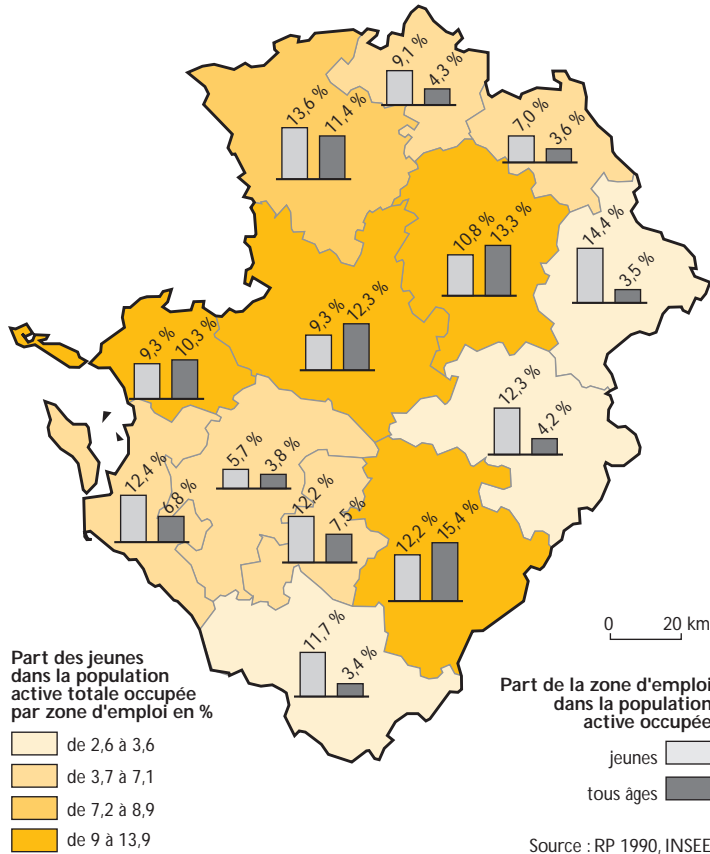 9,1 %
4,3 %
13,6 %
11,4 %
7,0 %
3,6 %
10,8 %
13,3 %
14,4 %
3,5 %
9,3 %
12,3 %
9,3 %
10,3 %
12,3 %
4,2 %
5,7 %
3,8 %
12,4 %
6,8 %
12,2 %
7,5 %
12,2 %
15,4 %
11,7 %
3,4 %
0 20 km
Part des jeunes
dans la population
active totale occupée
par zone d'emploi en %
de 2,6 à 3,6
de 3,7 à 7,1
de 7,2 à 8,9
de 9 à 13,9
Part de la zone d'emploi
dans la population
active occupée
jeunes
tous âges
Source : RP 1990, INSEE